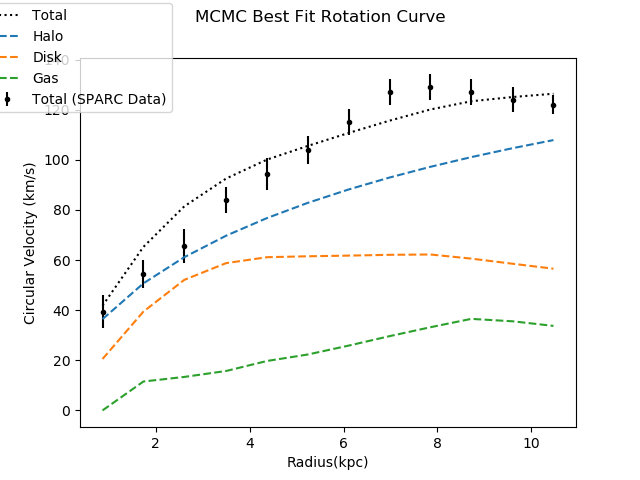 MCMC Best Fit Rotation Curve
Total
Halo
Disk
Gas
Total (SPARC Data)
140
120
100
80
60
40
20
0
Circular Velocity (km/s)
2
4
6
8
10
Radius(kpc)